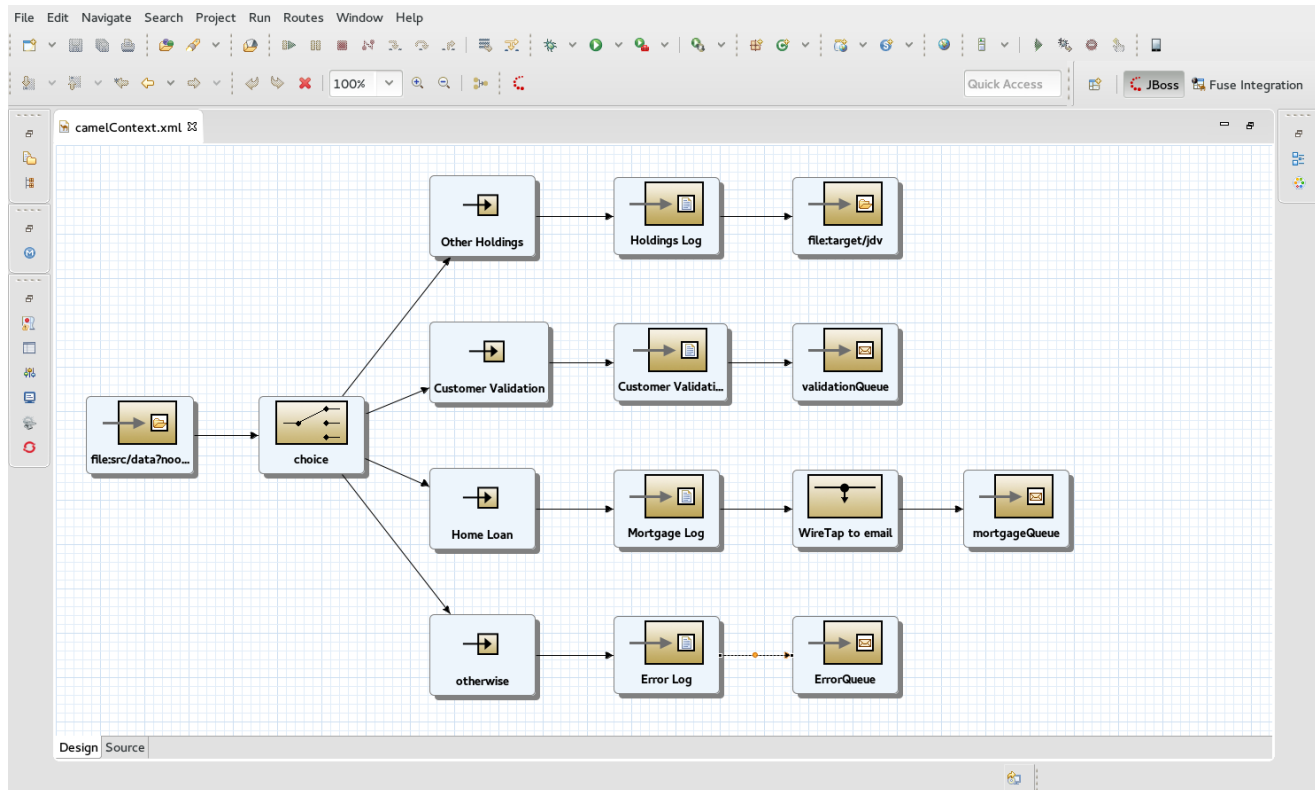 File Edit Navigate Search Project Run Routes Window Help
100%
Quick Access
JBoss
Fuse Integration
camelContext.xml
Other Holdings
Holdings Log
file:target/jdv
Customer Validation
Customer Validati...
validationQueue
file:src/data?noo...
choice
Home Loan
Mortgage Log
WireTap to email
mortgageQueue
otherwise
Error Log
ErrorQueue
Design Source